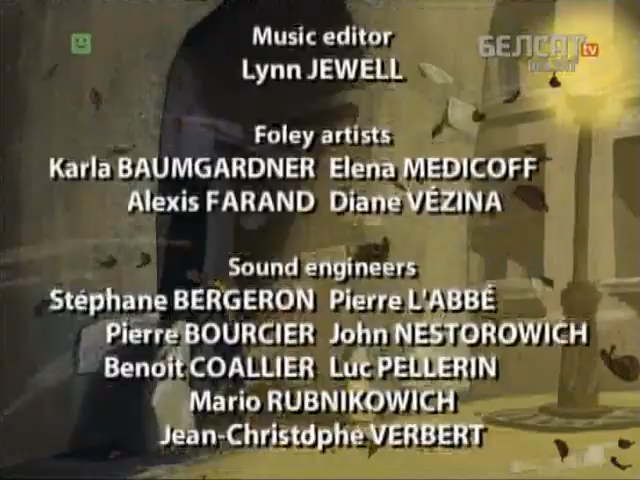 БЕЛСАТ tv
BELSAT
Music editor
Lynn JEWELL
Foley artists
Karla BAUMGARDNER Elena MEDICOFF
Alexis FARAND Diane VÉZINA
Sound engineers
Stéphane BERGERON Pierre L'ABBÉ
Pierre BOURCIER John NESTOROWICH
Benoit COALLIER Luc PELLERIN
Mario RUBNIKOWICH
Jean-Christdphe VERBERT